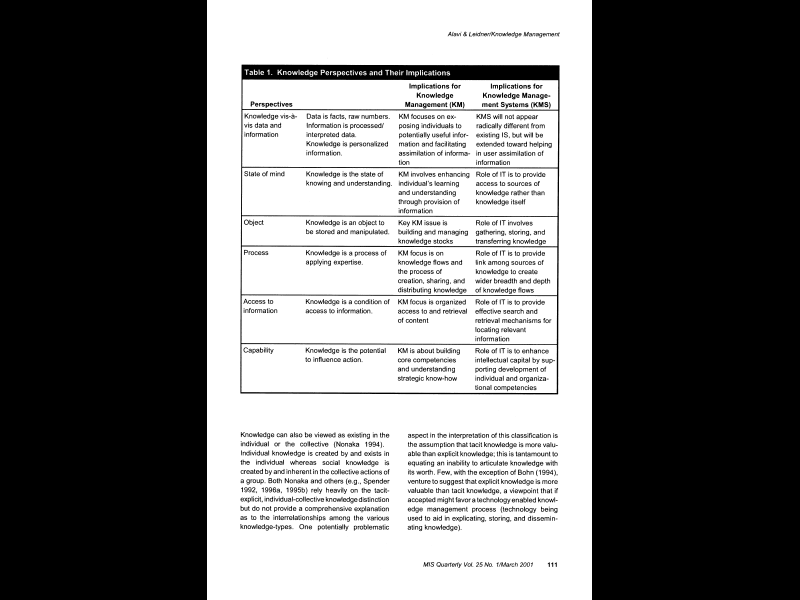 Alavi & Leidner/Knowledge Management
Table 1. Knowledge Perspectives and Their Implications
Perspectives
Implications for
Knowledge
Management (KM)
Implications for
Knowledge Manage-
ment Systems (KMS)
Knowledge vis-à-
vis data and
information
Data is facts, raw numbers.
Information is processed/
interpreted data.
Knowledge is personalized
information.
KM focuses on ex-
posing individuals to
potentially useful infor-
mation and facilitating
assimilation of informa-
tion
KMS will not appear
radically different from
existing IS, but will be
extended toward helping
in user assimilation of
information
State of mind
Knowledge is the state of
knowing and understanding.
KM involves enhancing
individual's learning
and understanding
through provision of
information
Role of IT is to provide
access to sources of
knowledge rather than
knowledge itself
Object
Knowledge is an object to
be stored and manipulated.
Key KM issue is
building and managing
knowledge stocks
Role of IT involves
gathering, storing, and
transferring knowledge
Process
Knowledge is a process of
applying expertise.
KM focus is on
knowledge flows and
the process of
creation, sharing, and
distributing knowledge
Role of IT is to provide
link among sources of
knowledge to create
wider breadth and depth
of knowledge flows
Access to
information
Knowledge is a condition of
access to information.
KM focus is organized
access to and retrieval
of content
Role of IT is to provide
effective search and
retrieval mechanisms for
locating relevant
information
Capability
Knowledge is the potential
to influence action.
KM is about building
core competencies
and understanding
strategic know-how
Role of IT is to enhance
intellectual capital by sup-
porting development of
individual and organiza-
tional competencies
Knowledge can also be viewed as existing in the
individual or the collective (Nonaka 1994).
Individual knowledge is created by and exists in
the individual whereas social knowledge is
created by and inherent in the collective actions of
a group. Both Nonaka and others (e.g., Spender
1992, 1996a, 1995b) rely heavily on the tacit-
explicit, individual-collective knowledge distinction
but do not provide a comprehensive explanation
as to the interrelationships among the various
knowledge-types. One potentially problematic
aspect in the interpretation of this classification is
the assumption that tacit knowledge is more valu-
able than explicit knowledge; this is tantamount to
equating an inability to articulate knowledge with
its worth. Few, with the exception of Bohn (1994),
venture to suggest that explicit knowledge is more
valuable than tacit knowledge, a viewpoint that if
accepted might favor a technology enabled knowl-
edge management process (technology being
used to aid in explicating, storing, and dissemin-
ating knowledge).
MIS Quarterly Vol. 25 No. 1/March 2001 111